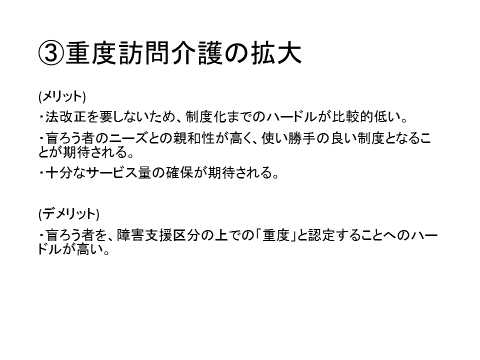 ③重度訪問介護の拡大
(メリット)
・法改正を要しないため、制度化までのハードルが比較的低い。
・盲ろう者のニーズとの親和性が高く、使い勝手の良い制度となるこ
とが期待される。
・十分なサービス量の確保が期待される。
(デメリット)
・盲ろう者を、障害支援区分の上での「重度」と認定することへのハー
ドルが高い。